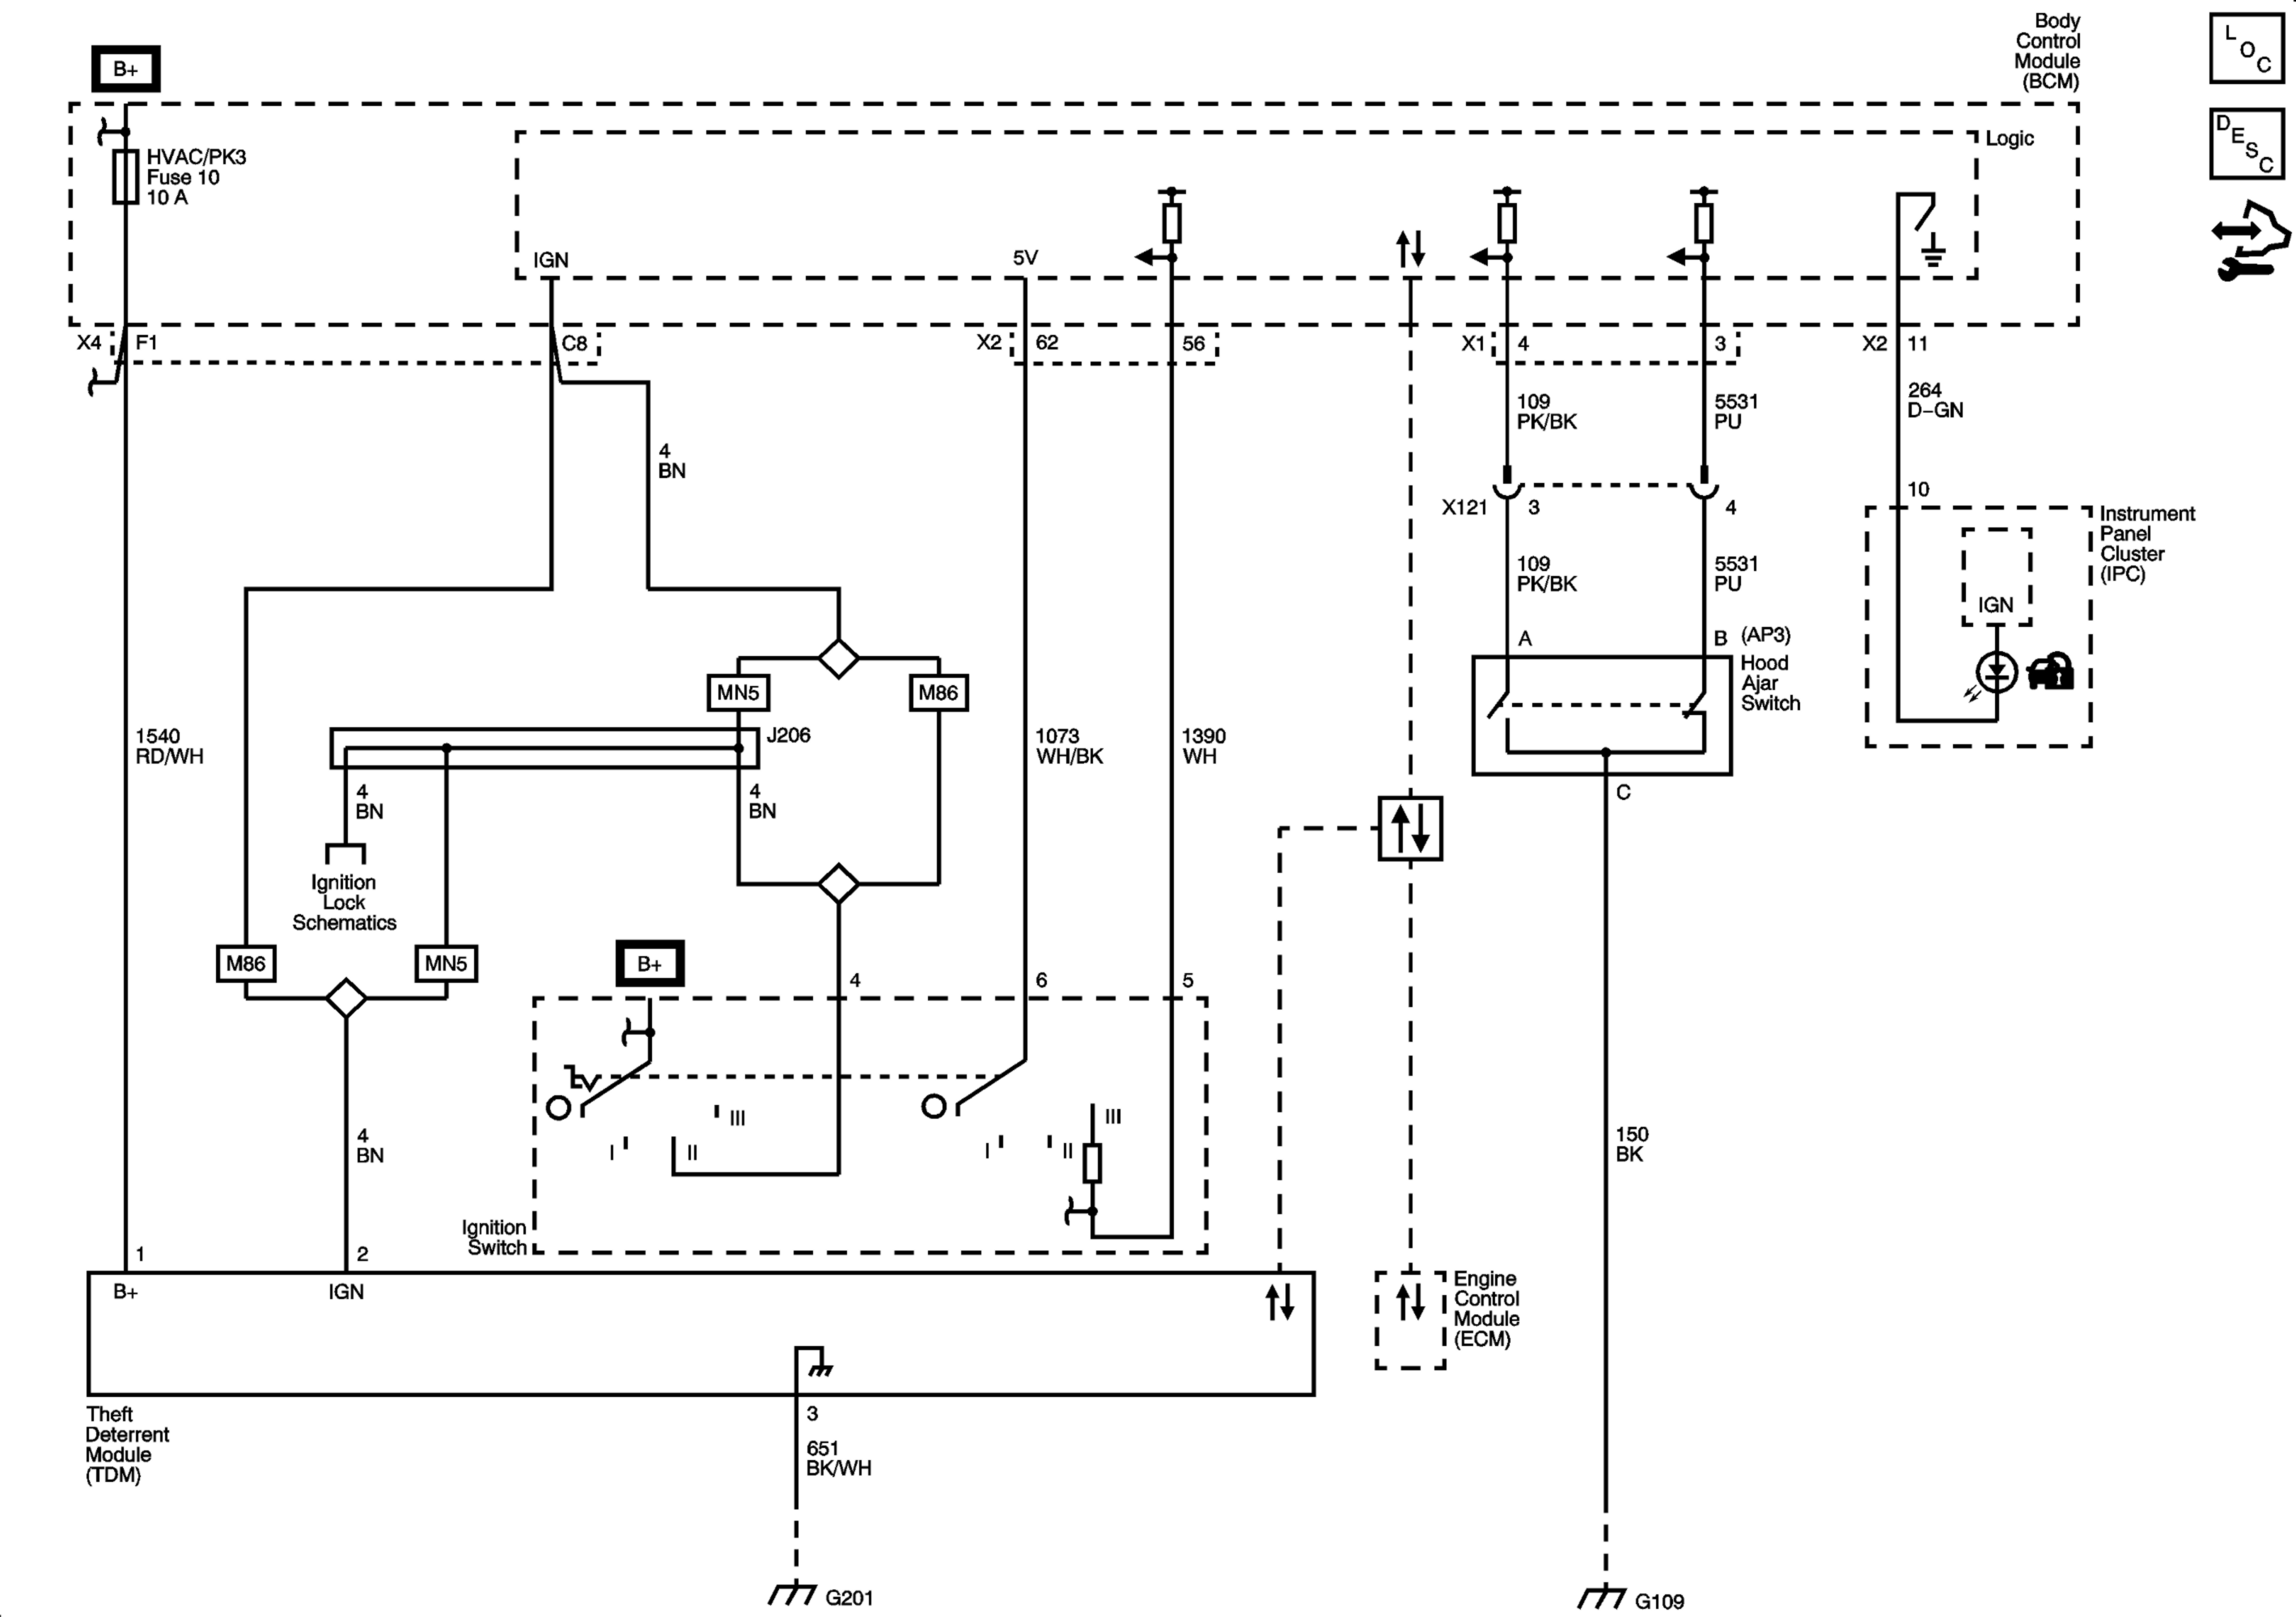 Body
Control
Module
(BCM)
L
O
C
B+
D
E
S
C
Logic
HVAC/PK3
Fuse 10
10 A
IGN
5V
X4
F1
C8
X2
62
56
X1
4
3
X2
11
109
PK/BK
5531
PU
264
D-GN
4
BN
10
X121
3
4
Instrument
Panel
Cluster
(IPC)
109
PK/BK
5531
PU
IGN
A
B
(AP3)
Hood
Ajar
Switch
MN5
M86
J206
1540
RD/WH
1073
WH/BK
1390
WH
4
BN
4
BN
C
Ignition
Lock
Schematics
M86
MN5
B+
4
6
5
III
III
I
II
I
II
4
BN
150
BK
Ignition
Switch
1
2
B+
IGN
Engine
Control
Module
(ECM)
Theft
Deterrent
Module
(TDM)
3
651
BK/WH
G201
G109